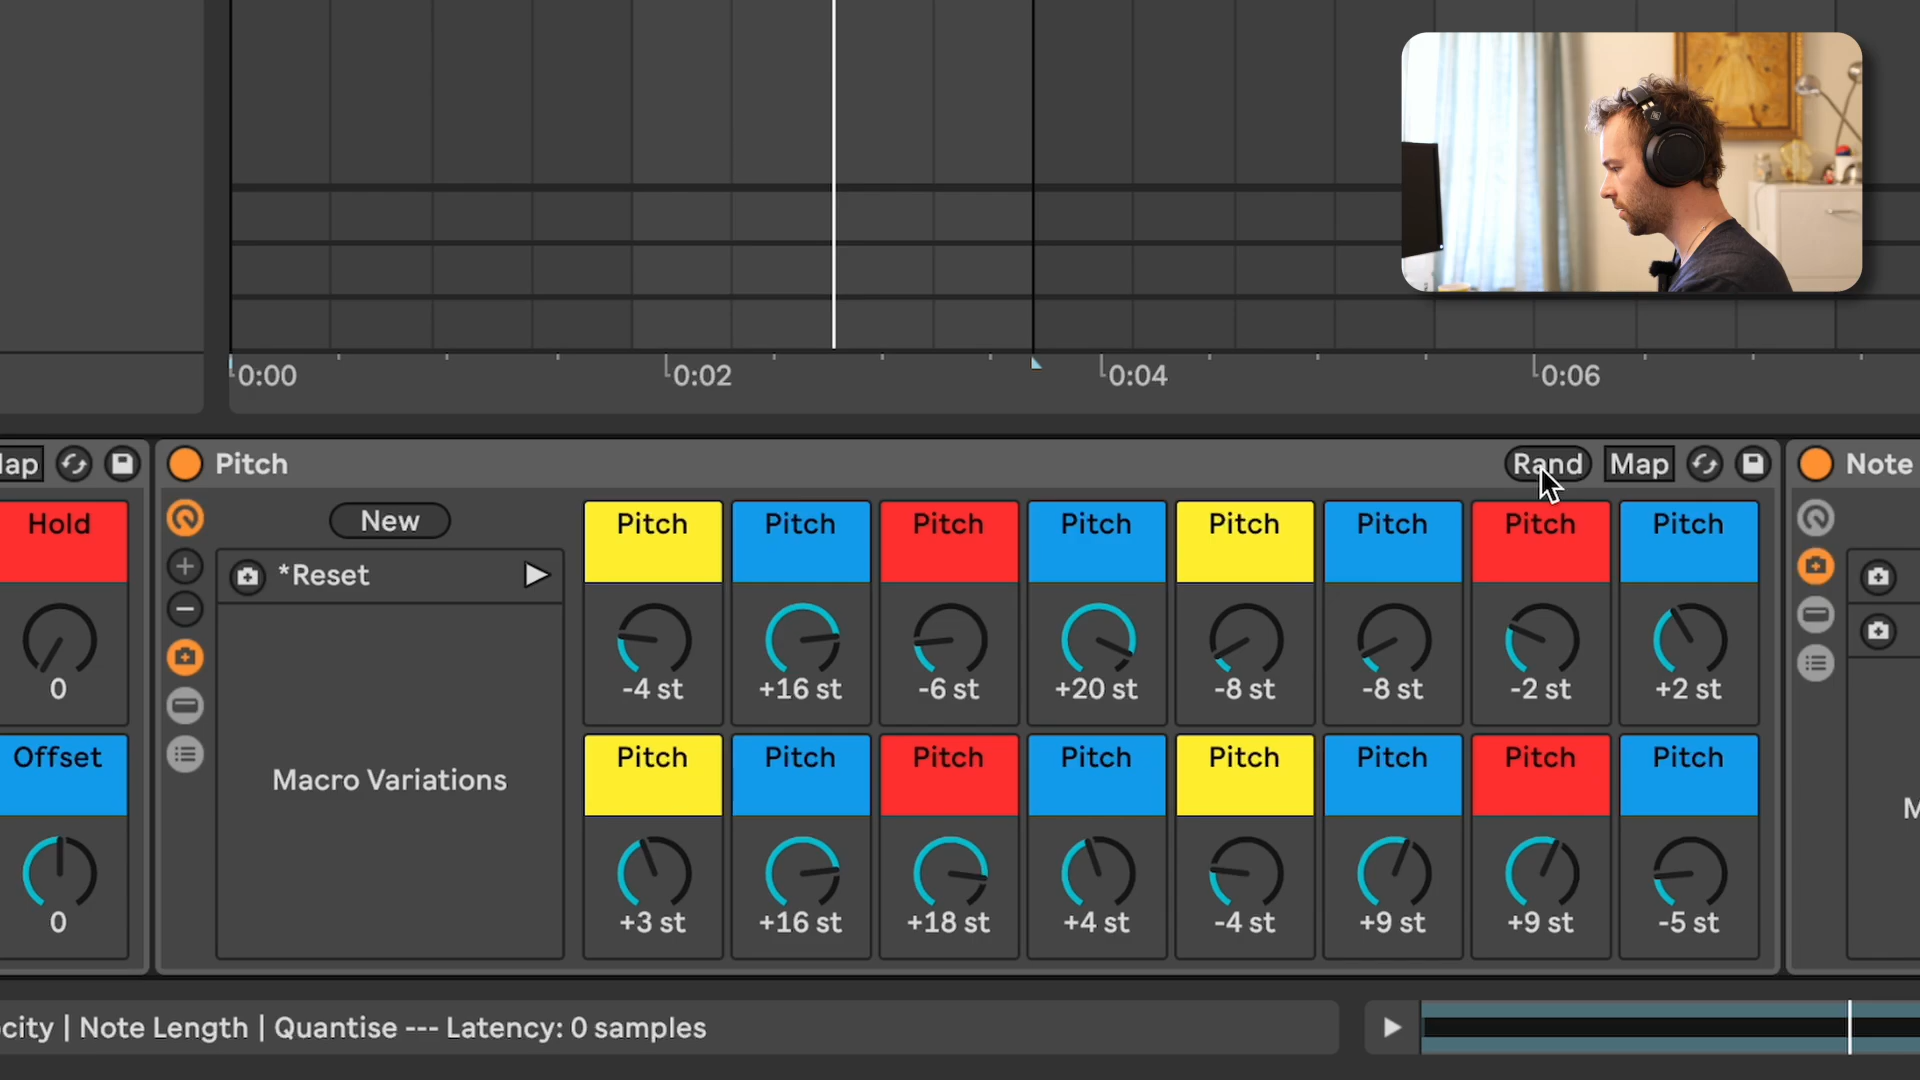 0:00
0:02
0:04
0:06
Pitch
Rand
Map
Note
Hold
New
Pitch Pitch Pitch Pitch Pitch Pitch Pitch Pitch
*Reset
0
-4 st +16 st -6 st +20 st -8 st -8 st -2 st +2 st
Offset
Macro Variations
Pitch Pitch Pitch Pitch Pitch Pitch Pitch Pitch
0
+3 st +16 st +18 st +4 st -4 st +9 st +9 st -5 st
| Note Length | Quantise --- Latency: 0 samples